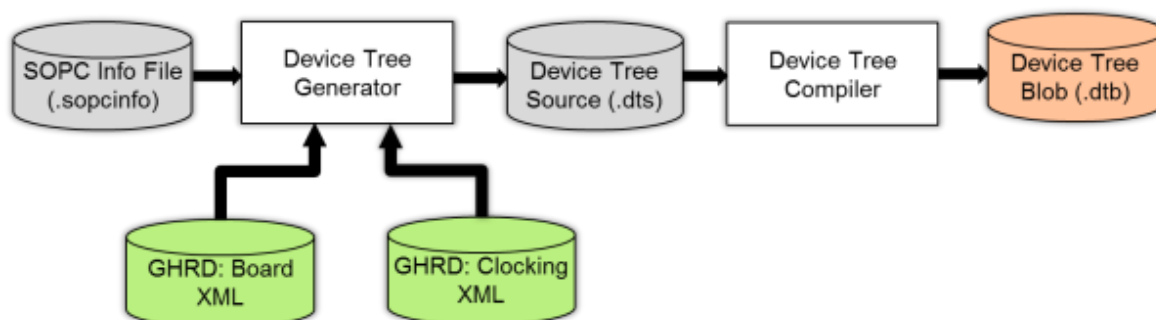 SOPC Info File
(.sopcinfo)
Device Tree
Generator
Device Tree
Source (.dts)
Device Tree
Compiler
Device Tree
Blob (.dtb)
GHRD: Board
XML
GHRD: Clocking
XML